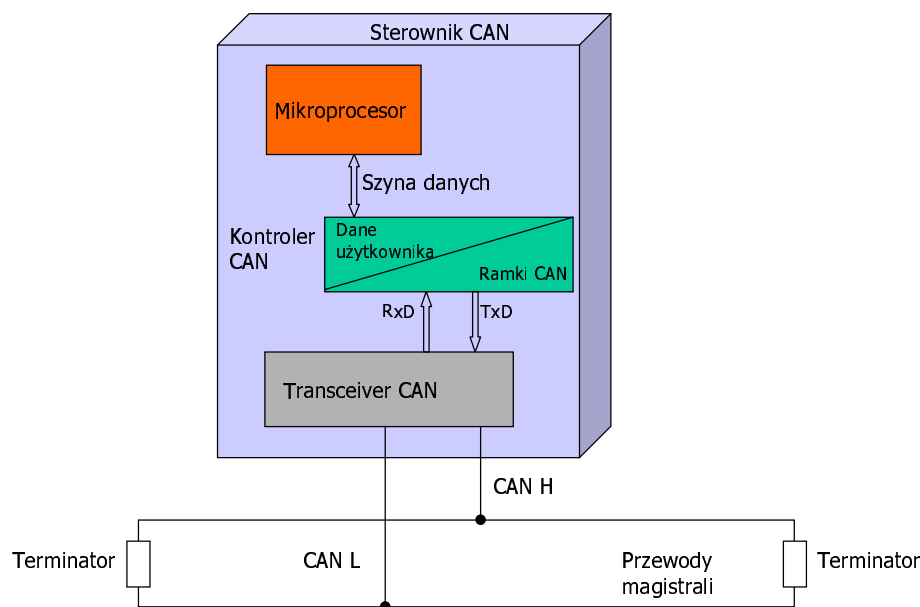 Sterownik CAN
Mikroprocesor
Szyna danych
Kontroler
CAN
Dane
użytkownika
Ramki CAN
RxD
TxD
Transceiver CAN
CAN H
Terminator
CAN L
Przewody
magistrali
Terminator